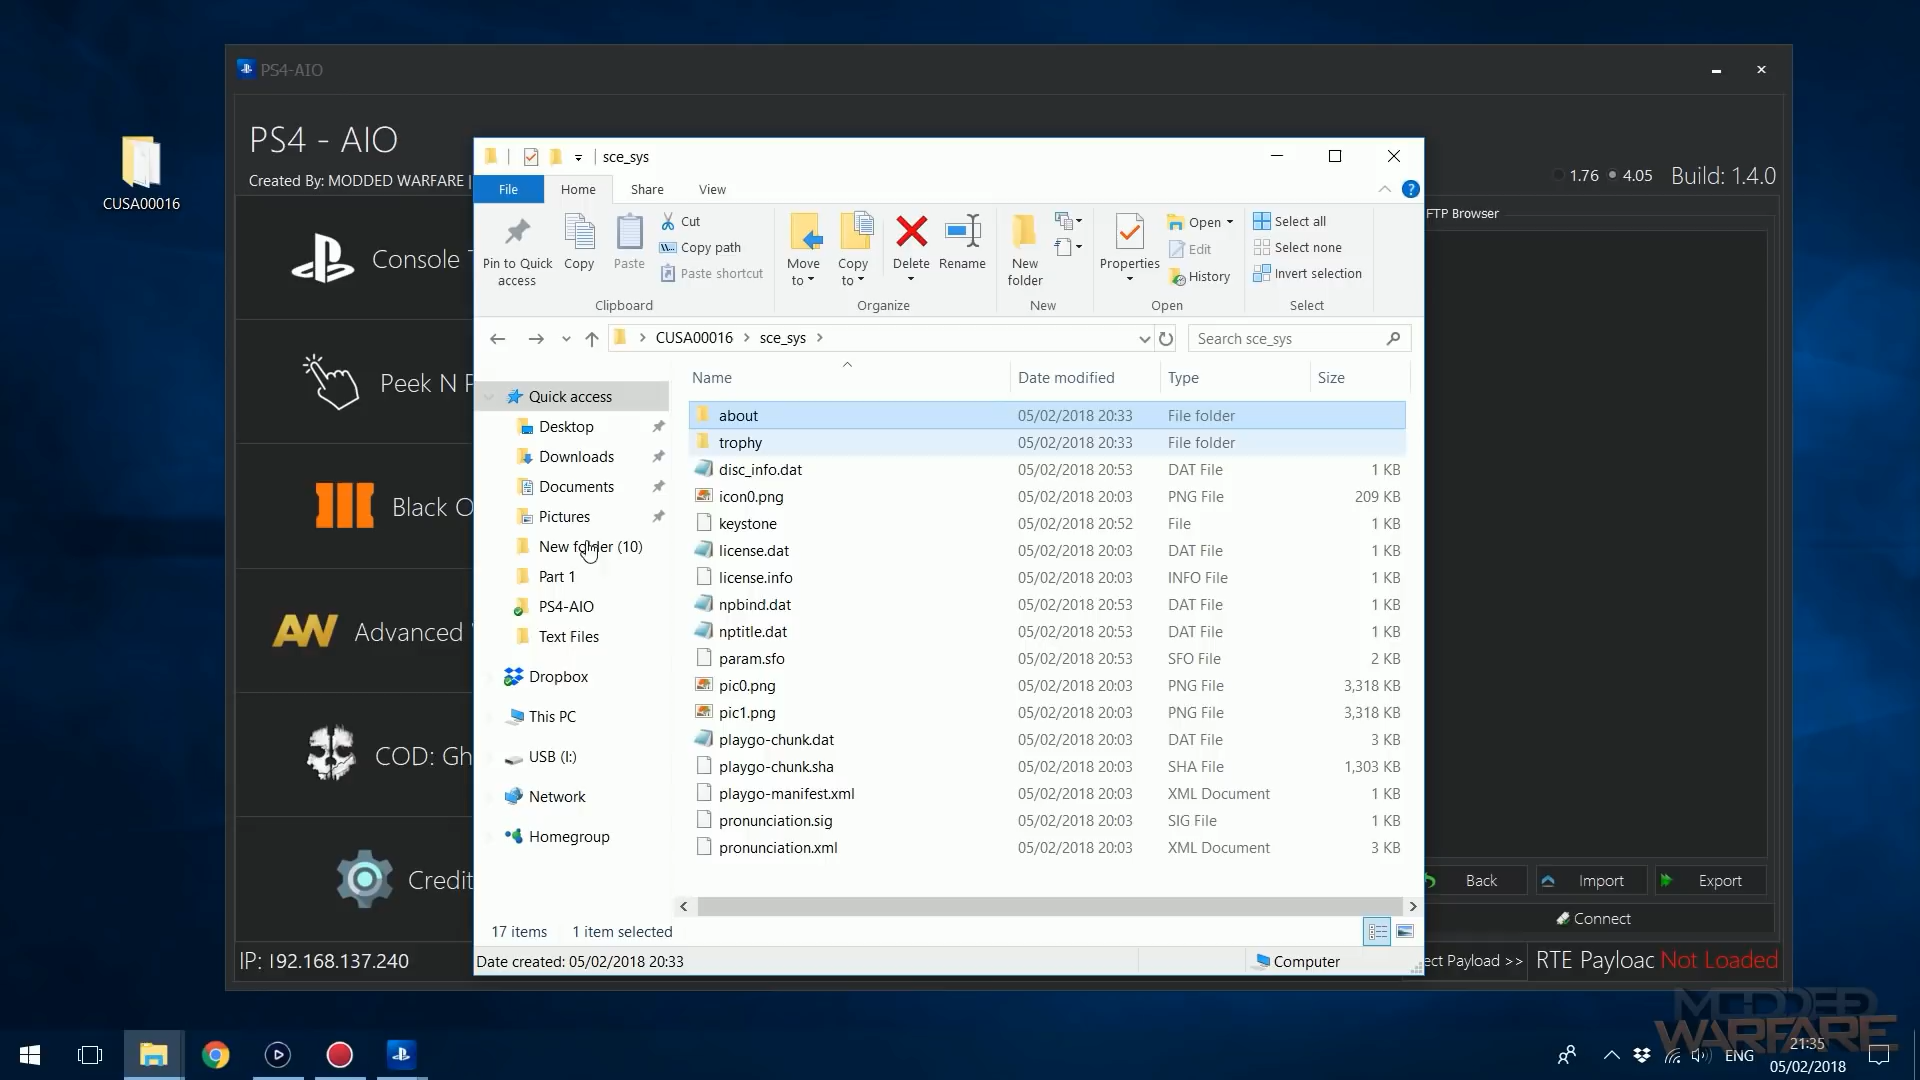 PS4-AIO
PS4 - AIO
Created By: MODDED WARFARE |
1.76 4.05 Build: 1.4.0
CUSA00016
Console
Peek N P
Black O
Advanced
COD: Gh
Credit
IP: 192.168.137.240
FTP Browser
Back Import Export
Connect
ect Payload >> RTE Payloac Not Loaded
sce_sys
File Home Share View
Pin to Quick access
Copy
Paste
Cut
Copy path
Paste shortcut
Clipboard
Move to
Copy to
Delete
Rename
Organize
New folder
New
Properties
Open
Edit
History
Open
Select all
Select none
Invert selection
Select
CUSA00016 sce_sys
Search sce_sys
Quick access
Desktop
Downloads
Documents
Pictures
New folder (10)
Part 1
PS4-AIO
Text Files
Dropbox
This PC
USB (I:)
Network
Homegroup
Name Date modified Type Size
about 05/02/2018 20:33 File folder
trophy 05/02/2018 20:33 File folder
disc_info.dat 05/02/2018 20:53 DAT File 1 KB
icon0.png 05/02/2018 20:03 PNG File 209 KB
keystone 05/02/2018 20:52 File 1 KB
license.dat 05/02/2018 20:03 DAT File 1 KB
license.info 05/02/2018 20:03 INFO File 1 KB
npbind.dat 05/02/2018 20:53 DAT File 1 KB
nptitle.dat 05/02/2018 20:53 DAT File 1 KB
param.sfo 05/02/2018 20:53 SFO File 2 KB
pic0.png 05/02/2018 20:03 PNG File 3,318 KB
pic1.png 05/02/2018 20:03 PNG File 3,318 KB
playgo-chunk.dat 05/02/2018 20:03 DAT File 3 KB
playgo-chunk.sha 05/02/2018 20:03 SHA File 1,303 KB
playgo-manifest.xml 05/02/2018 20:03 XML Document 1 KB
pronunciation.sig 05/02/2018 20:03 SIG File 1 KB
pronunciation.xml 05/02/2018 20:03 XML Document 3 KB
17 items 1 item selected
Date created: 05/02/2018 20:33
Computer
MODDED
WARFARE
ENG
21:35
05/02/2018